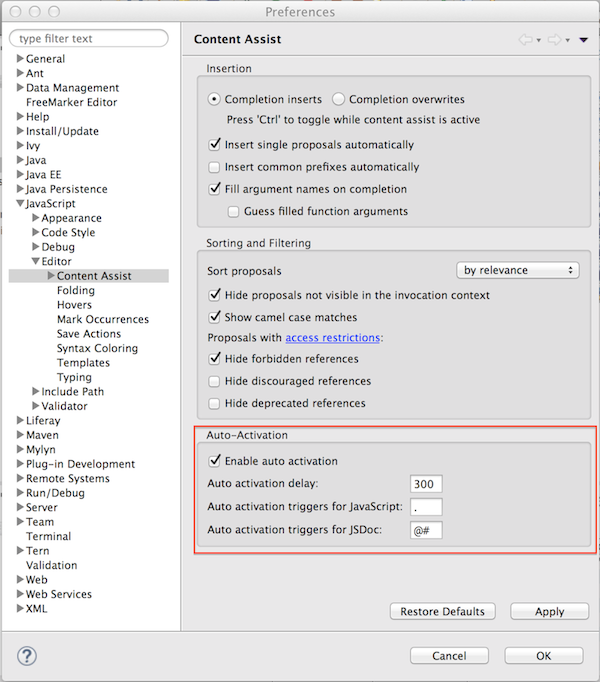 Preferences
type filter text
General
Ant
Data Management
FreeMarker Editor
Help
Install/Update
Ivy
Java
Java EE
Java Persistence
JavaScript
Appearance
Code Style
Debug
Editor
Content Assist
Folding
Hovers
Mark Occurrences
Save Actions
Syntax Coloring
Templates
Typing
Include Path
Validator
Liferay
Maven
Mylyn
Plug-in Development
Remote Systems
Run/Debug
Server
Team
Terminal
Tern
Validation
Web
Web Services
XML
Content Assist
Insertion
Completion inserts Completion overwrites
Press 'Ctrl' to toggle while content assist is active
Insert single proposals automatically
Insert common prefixes automatically
Fill argument names on completion
Guess filled function arguments
Sorting and Filtering
Sort proposals by relevance
Hide proposals not visible in the invocation context
Show camel case matches
Proposals with access restrictions:
Hide forbidden references
Hide discouraged references
Hide deprecated references
Auto-Activation
Enable auto activation
Auto activation delay: 300
Auto activation triggers for JavaScript: .
Auto activation triggers for JSDoc: @#
Restore Defaults Apply
? Cancel OK